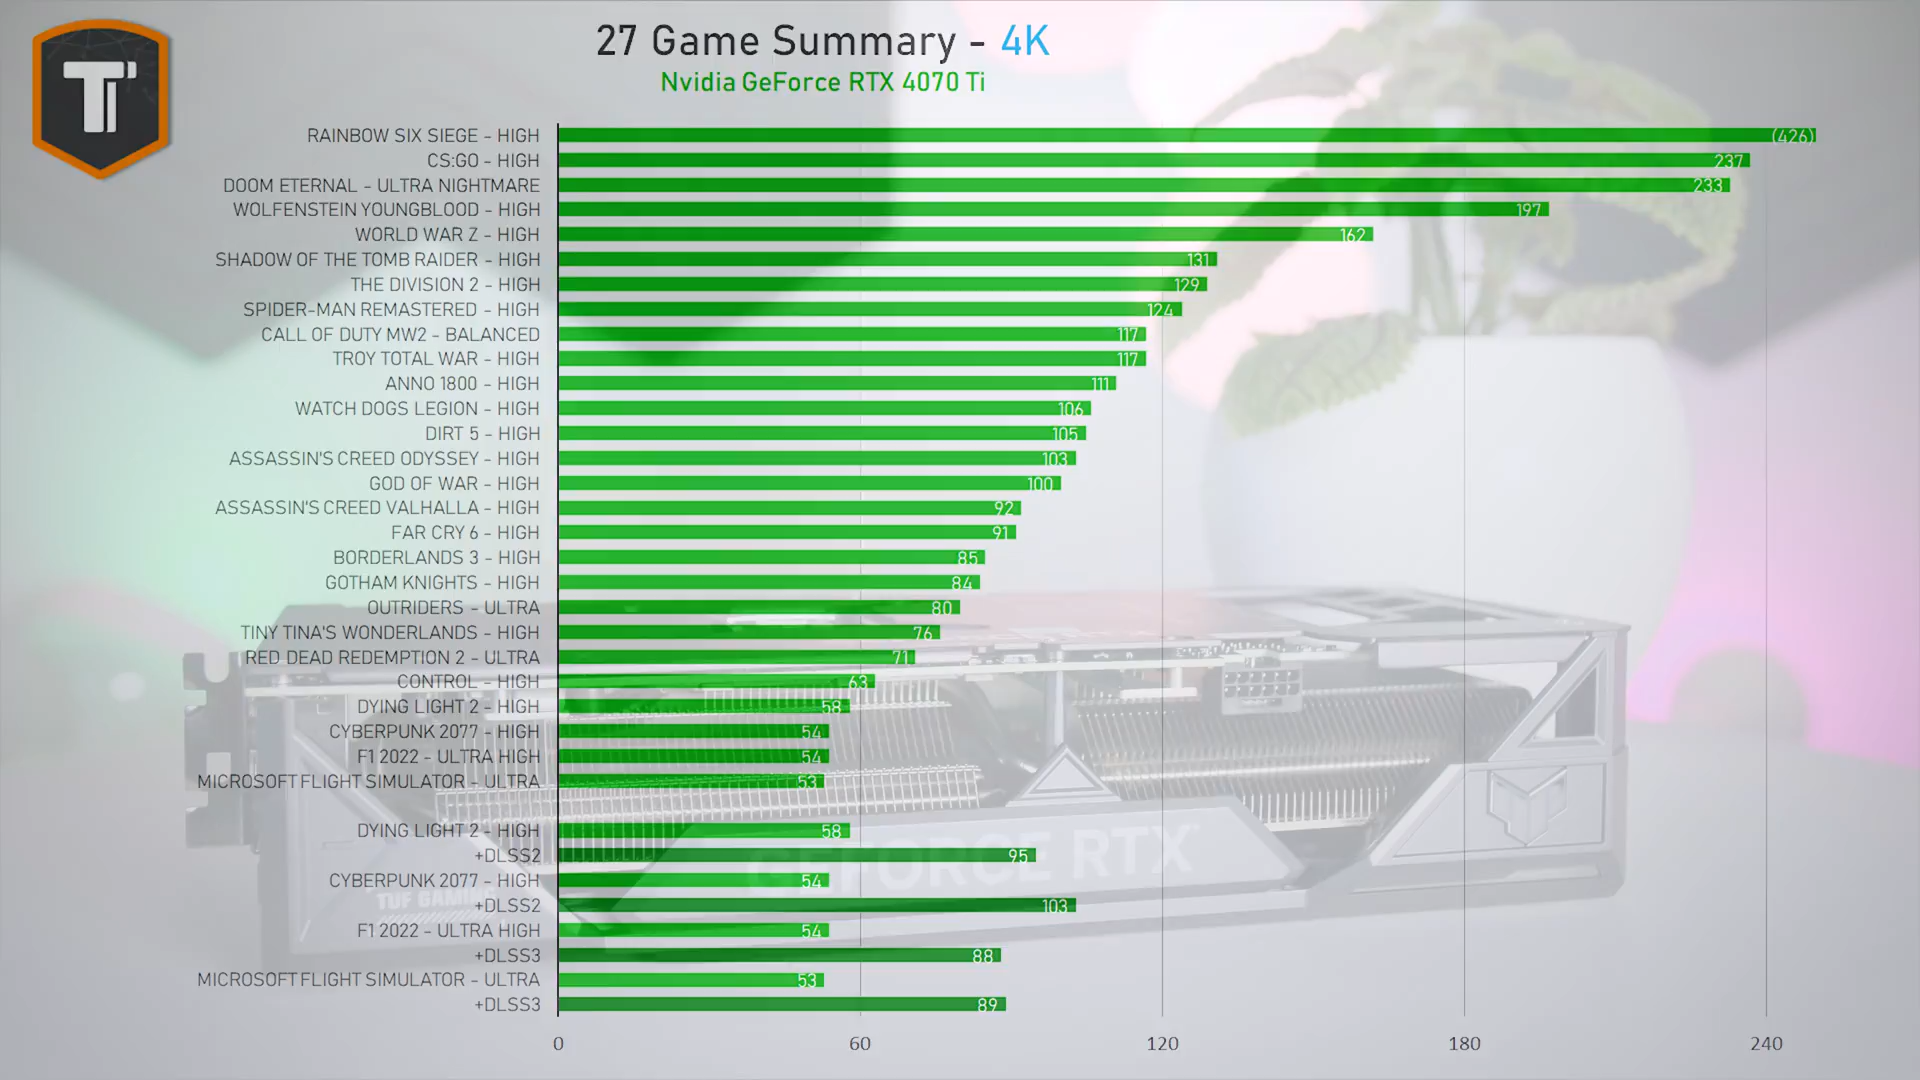 27 Game Summary - 4K
Nvidia GeForce RTX 4070 Ti
RAINBOW SIX SIEGE - HIGH (426)
CS:GO - HIGH 237
DOOM ETERNAL - ULTRA NIGHTMARE 233
WOLFENSTEIN YOUNGBLOOD - HIGH 197
WORLD WAR Z - HIGH 162
SHADOW OF THE TOMB RAIDER - HIGH 131
THE DIVISION 2 - HIGH 129
SPIDER-MAN REMASTERED - HIGH 124
CALL OF DUTY MW2 - BALANCED 117
TROY TOTAL WAR - HIGH 117
ANNO 1800 - HIGH 111
WATCH DOGS LEGION - HIGH 106
DIRT 5 - HIGH 105
ASSASSIN'S CREED ODYSSEY - HIGH 103
GOD OF WAR - HIGH 100
ASSASSIN'S CREED VALHALLA - HIGH 92
FAR CRY 6 - HIGH 91
BORDERLANDS 3 - HIGH 85
GOTHAM KNIGHTS - HIGH 84
OUTRIDERS - ULTRA 80
TINY TINA'S WONDERLANDS - HIGH 76
RED DEAD REDEMPTION 2 - ULTRA 71
CONTROL - HIGH 63
DYING LIGHT 2 - HIGH 58
CYBERPUNK 2077 - HIGH 54
F1 2022 - ULTRA HIGH 54
MICROSOFT FLIGHT SIMULATOR - ULTRA 53
DYING LIGHT 2 - HIGH 58
+DLSS2 95
CYBERPUNK 2077 - HIGH 54
+DLSS2 103
F1 2022 - ULTRA HIGH 54
+DLSS3 88
MICROSOFT FLIGHT SIMULATOR - ULTRA 53
+DLSS3 89
0 60 120 180 240
GEFORCE RTX
TUF GAMING